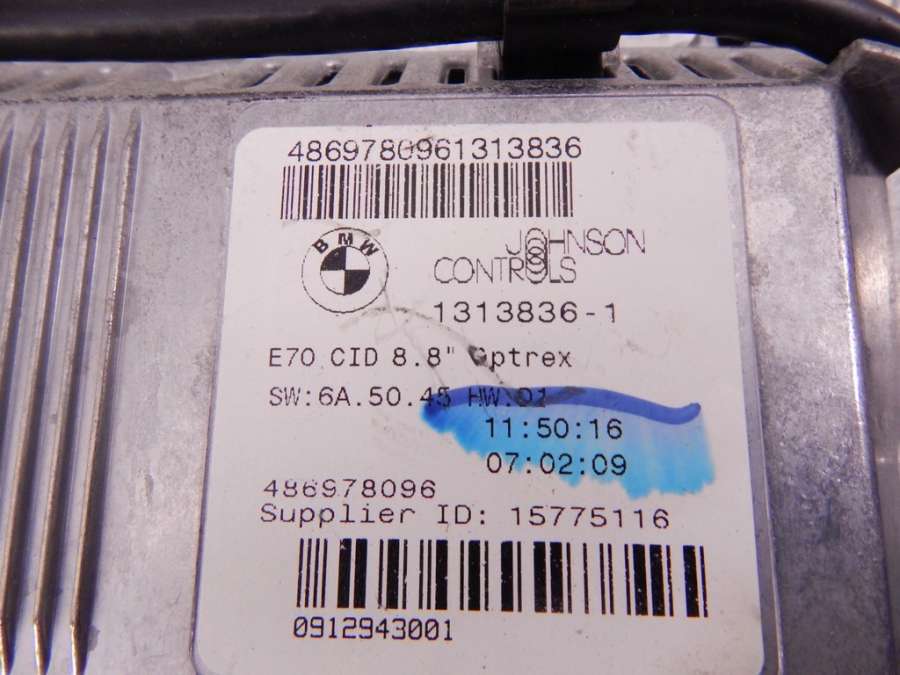 4869780961313836
BMW
JOHNSON
CONTROLS
1313836-1
E70 CID 8.8" Optrex
SW:6A.50.45 HW:01
11:50:16
07:02:09
486978096
Supplier ID: 15775116
0912943001